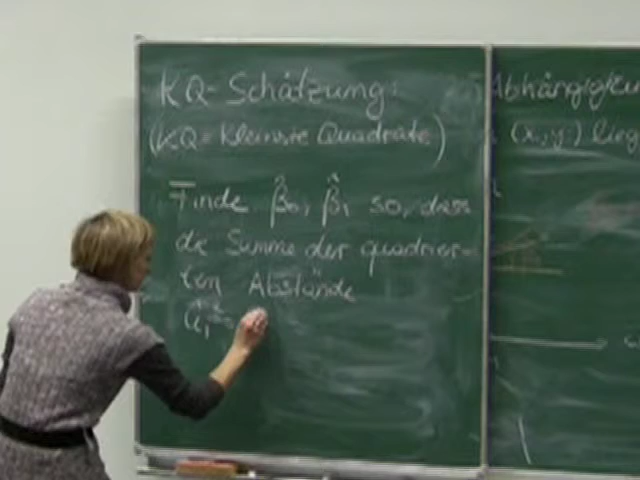 KQ-Schätzung:
(KQ = Kleinste Quadrate)
Finde β̂₀, β̂₁ so, dass
die Summe der quadrier-
ten Abstände
Abhängigkei
(xᵢ, yᵢ) lieg